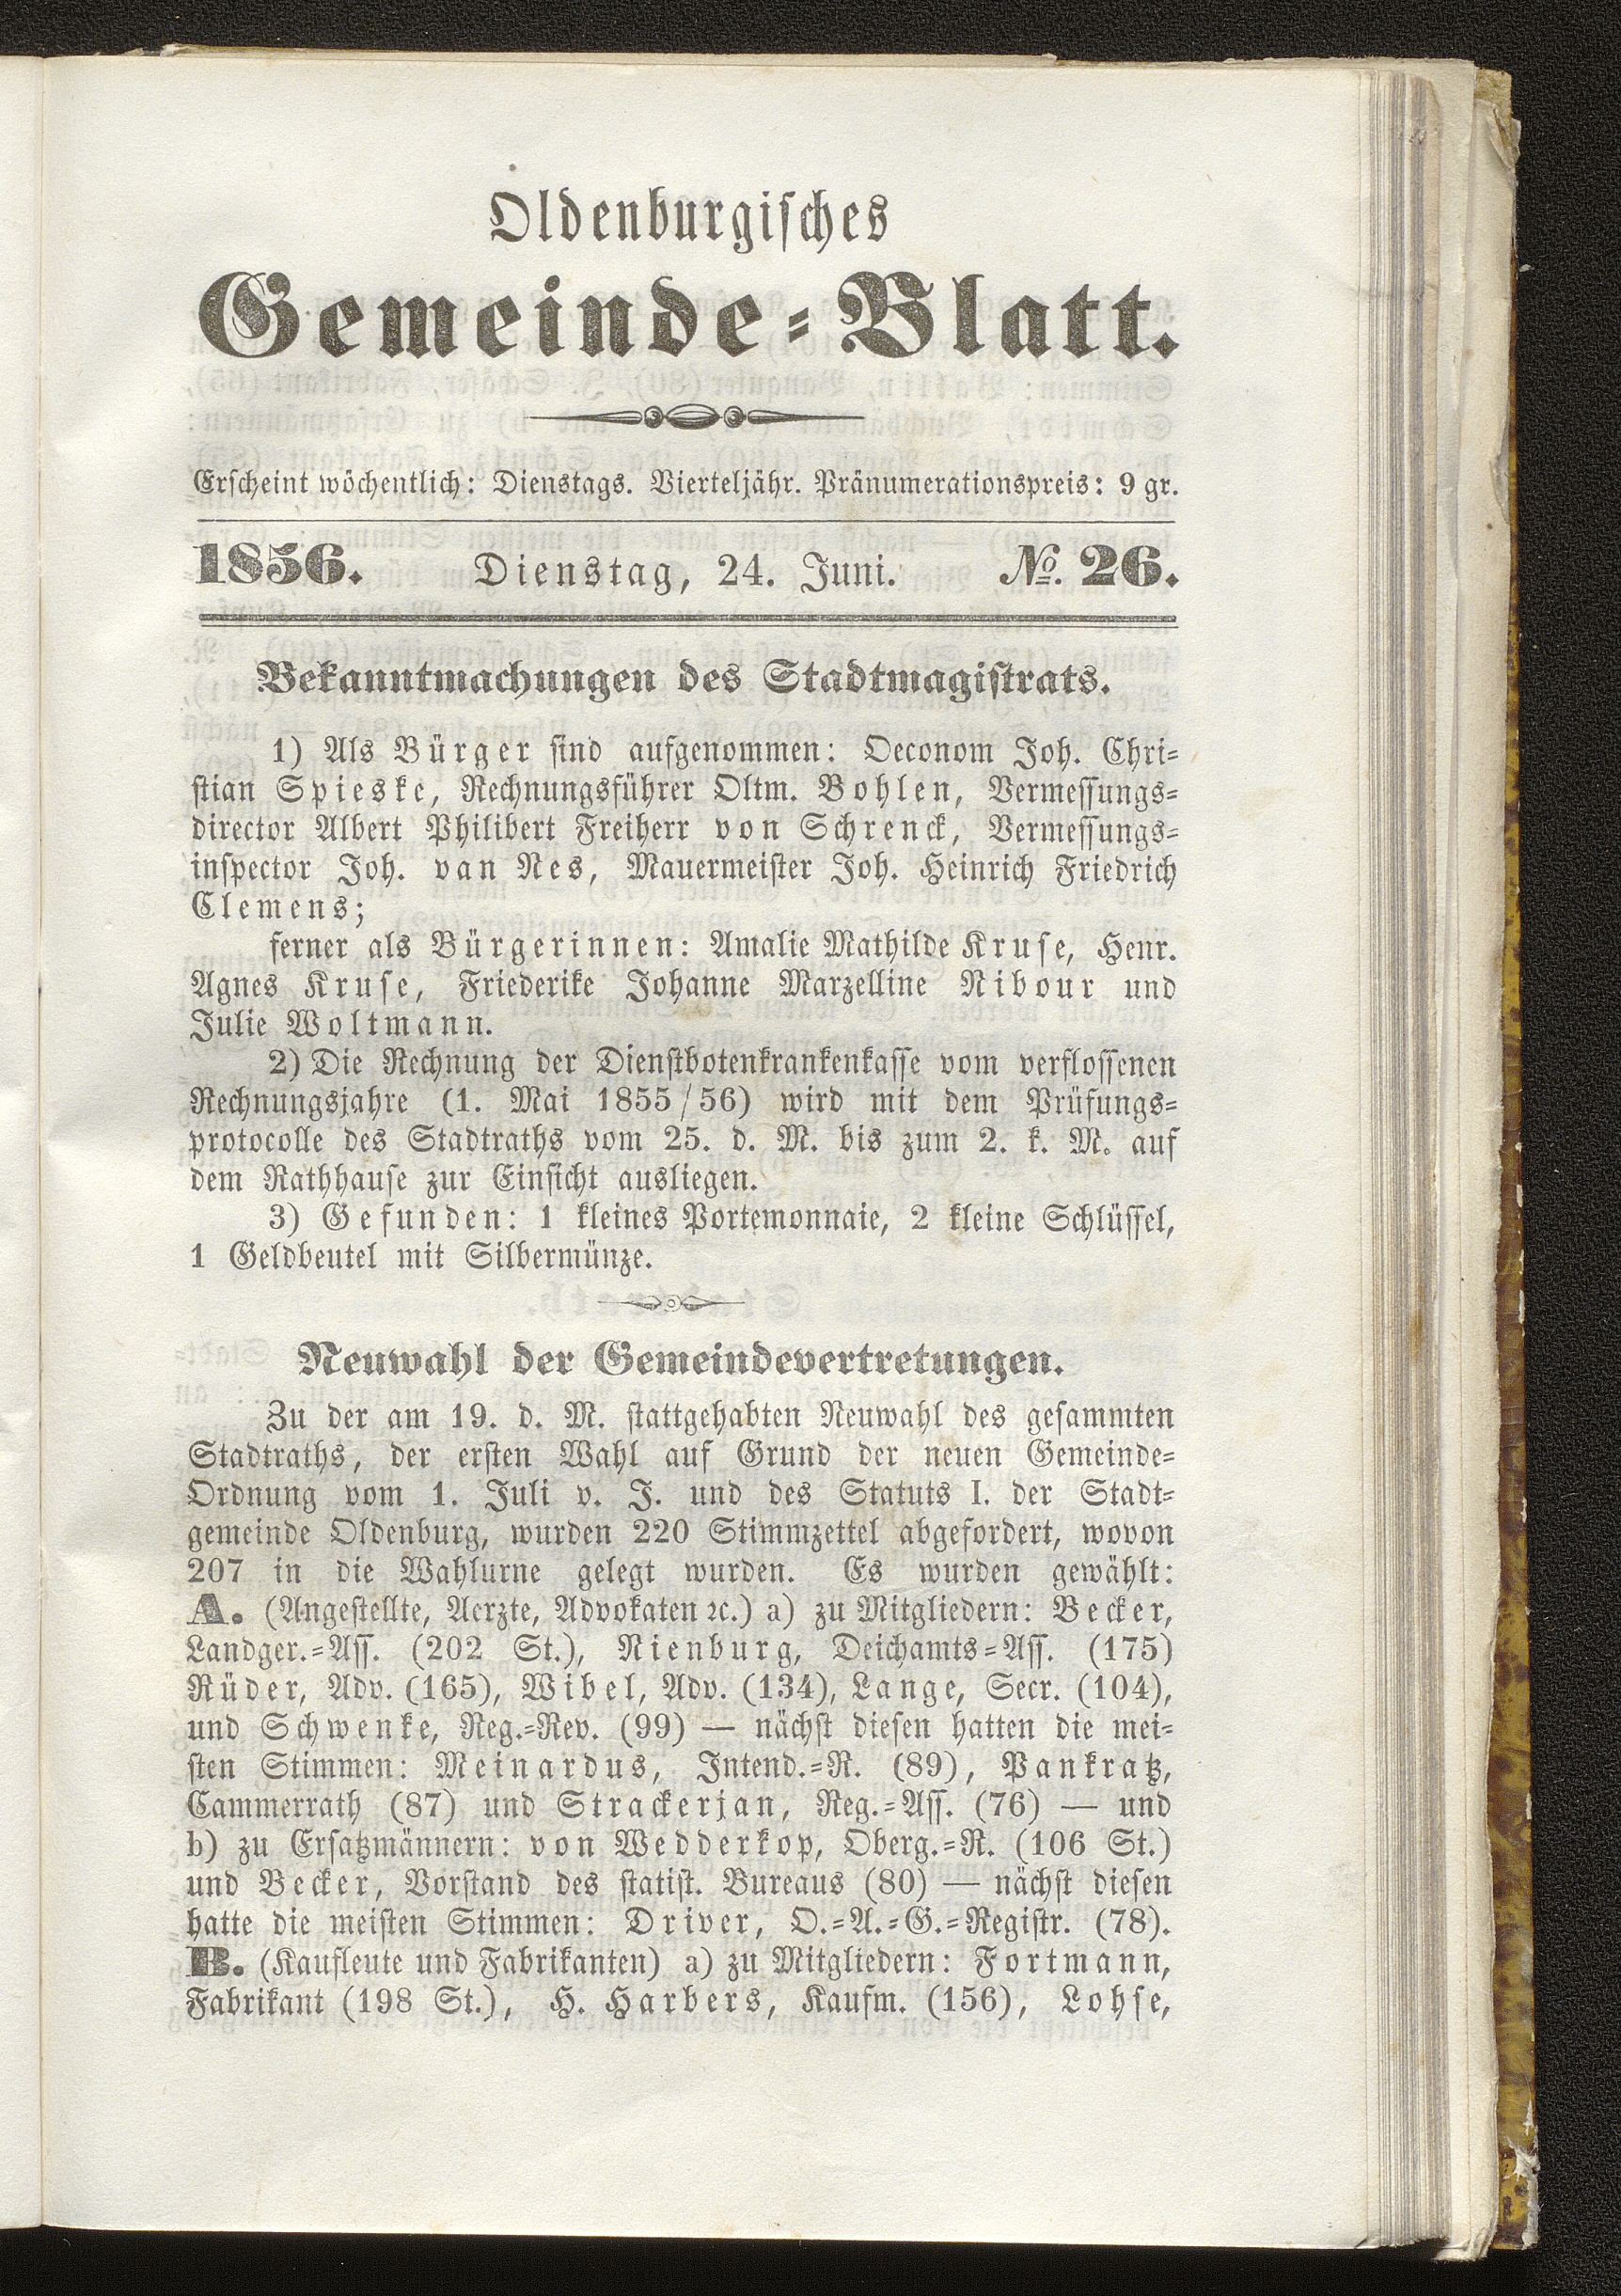 Oldenburgisches
Gemeinde-Blatt.
Erscheint wöchentlich: Dienstags. Vierteljähr. Pränumerationspreis: 9 gr.
1856. Dienstag, 24. Juni. No. 26.
Bekanntmachungen des Stadtmagistrats.
1) Als Bürger sind aufgenommen: Oeconom Joh. Chri-
stian Spieske, Rechnungsführer Oltm. Bohlen, Vermessungs-
director Albert Philibert Freiherr von Schrenck, Vermessungs-
inspector Joh. van Nes, Mauermeister Joh. Heinrich Friedrich
Clemens;
ferner als Bürgerinnen: Amalie Mathilde Kruse, Henr.
Agnes Kruse, Friederike Johanne Marzelline Nibour und
Julie Woltmann.
2) Die Rechnung der Dienstbotenkrankenkasse vom verflossenen
Rechnungsjahre (1. Mai 1855/56) wird mit dem Prüfungs-
protocolle des Stadtraths vom 25. d. M. bis zum 2. k. M. auf
dem Rathhause zur Einsicht ausliegen.
3) Gefunden: 1 kleines Portemonnaie, 2 kleine Schlüssel,
1 Geldbeutel mit Silbermünze.
Neuwahl der Gemeindevertretungen.
Zu der am 19. d. M. stattgehabten Neuwahl des gesammten
Stadtraths, der ersten Wahl auf Grund der neuen Gemeinde-
Ordnung vom 1. Juli v. J. und des Statuts I. der Stadt-
gemeinde Oldenburg, wurden 220 Stimmzettel abgefordert, wovon
207 in die Wahlurne gelegt wurden. Es wurden gewählt:
A. (Angestellte, Aerzte, Advokaten ꝛc.) a) zu Mitgliedern: Becker,
Landger.-Ass. (202 St.), Nienburg, Deichamts-Ass. (175)
Rüder, Adv. (165), Wibel, Adv. (134), Lange, Secr. (104),
und Schwenke, Reg.-Rev. (99) — nächst diesen hatten die mei-
sten Stimmen: Meinardus, Intend.-R. (89), Pankratz,
Cammerrath (87) und Strackerjan, Reg.-Ass. (76) — und
b) zu Ersatzmännern: von Wedderkop, Oberg.-R. (106 St.)
und Becker, Vorstand des statist. Bureaus (80) — nächst diesen
hatte die meisten Stimmen: Driver, O.-A.-G.-Registr. (78).
B. (Kaufleute und Fabrikanten) a) zu Mitgliedern: Fortmann,
Fabrikant (198 St.), H. Harbers, Kaufm. (156), Lohse,